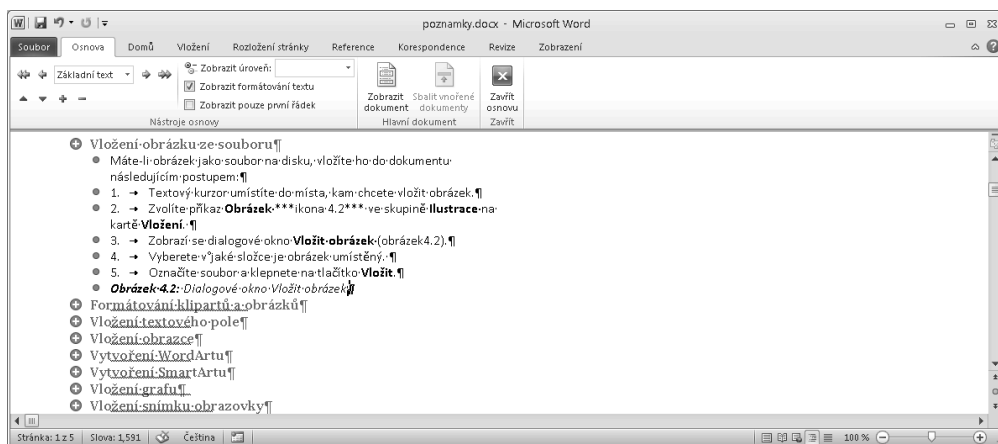 poznamky.docx - Microsoft Word
Soubor Osnova Domů Vložení Rozložení stránky Reference Korespondence Revize Zobrazení
Základní text
Zobrazit úroveň:
Zobrazit formátování textu
Zobrazit pouze první řádek
Zobrazit dokument
Sbalit vnořené dokumenty
Zavřít osnovu
Nástroje osnovy Hlavní dokument Zavřít
Vložení·obrázku·ze·souboru¶
Máte-li·obrázek·jako·soubor·na·disku,·vložíte·ho·do·dokumentu·
následujícím·postupem:¶
1. → Textový·kurzor·umístíte·do·místa,·kam·chcete·vložit·obrázek.¶
2. → Zvolíte·příkaz·Obrázek·***ikona·4.2***·ve·skupině·Ilustrace·na·
kartě·Vložení.·¶
3. → Zobrazí·se·dialogové·okno·Vložit·obrázek·(obrázek4.2).¶
4. → Vyberete·v°jaké·složce·je·obrázek·umístěný.·¶
5. → Označíte·soubor·a·klepnete·na·tlačítko·Vložit.¶
Obrázek·4.2:·Dialogové·okno·Vložit·obrázek¶
Formátování·klipartů·a·obrázků¶
Vložení·textového·pole¶
Vložení·obrazce¶
Vytvoření·WordArtu¶
Vytvoření·SmartArtu¶
Vložení·grafu¶
Vložení·snímku·obrazovky¶
Stránka: 1 z 5 Slova: 1,591 Čeština 100 %